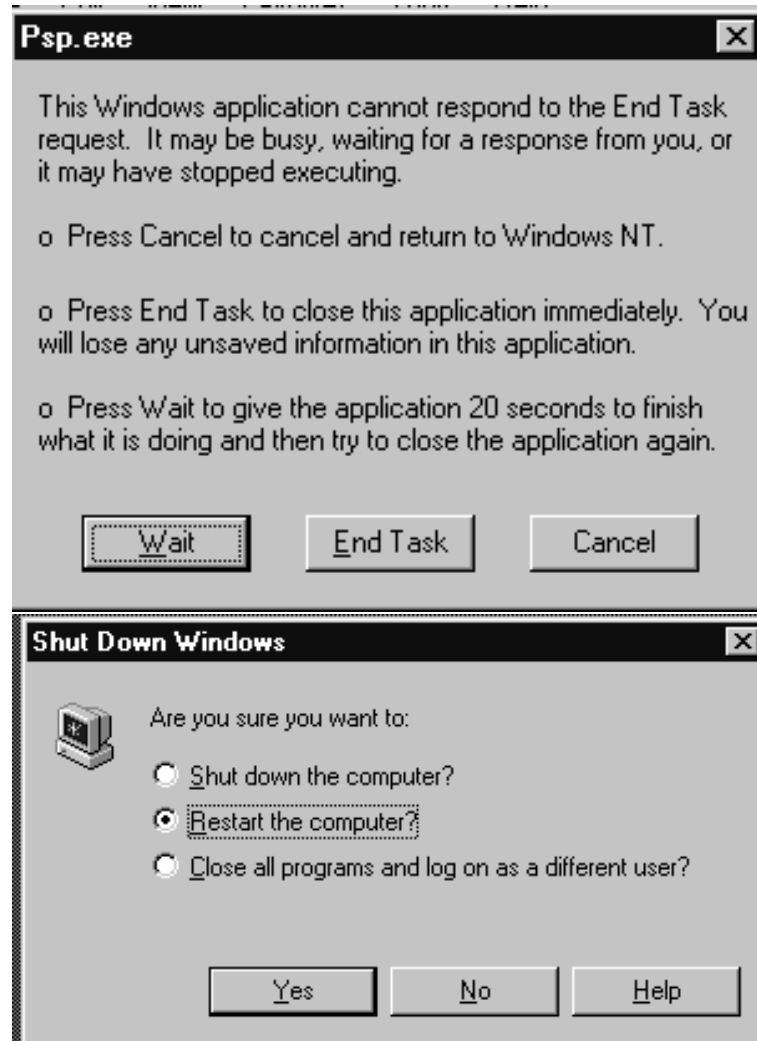 Psp.exe
This Windows application cannot respond to the End Task
request.  It may be busy, waiting for a response from you, or
it may have stopped executing.
o  Press Cancel to cancel and return to Windows NT.
o  Press End Task to close this application immediately.  You
will lose any unsaved information in this application.
o  Press Wait to give the application 20 seconds to finish
what it is doing and then try to close the application again.
Wait End Task Cancel
Shut Down Windows
Are you sure you want to:
Shut down the computer?
Restart the computer?
Close all programs and log on as a different user?
Yes No Help